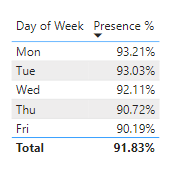 Day of Week Presence %
Mon 93.21%
Tue 93.03%
Wed 92.11%
Thu 90.72%
Fri 90.19%
Total 91.83%